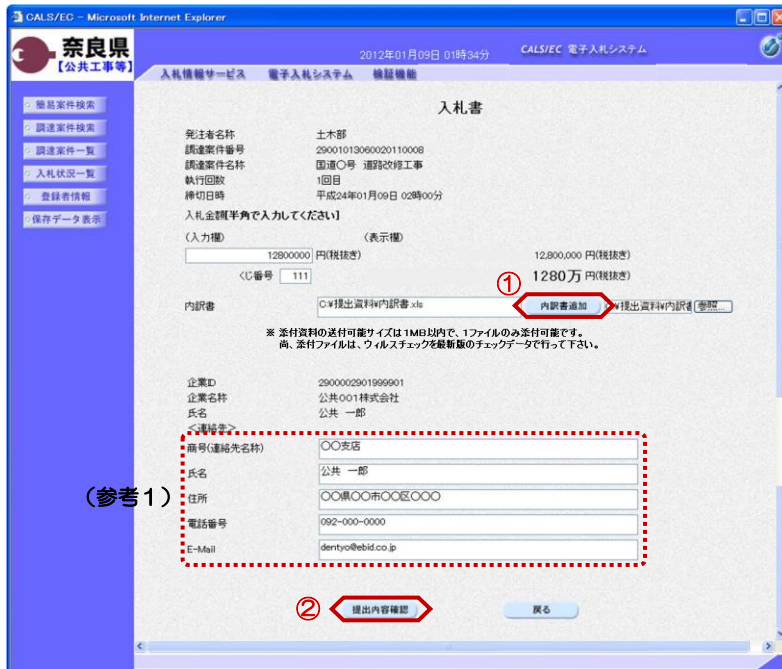 CALS/EC - Microsoft Internet Explorer
奈良県
【公共工事等】
2012年01月09日 01時34分
CALS/EC 電子入札システム
入札情報サービス 電子入札システム 検証機能
簡易案件検索
調達案件検索
調達案件一覧
入札状況一覧
登録者情報
保存データ表示
入札書
発注者名称 土木部
調達案件番号 29001013060020110008
調達案件名称 国道○号 道路改修工事
執行回数 1回目
締切日時 平成24年01月09日 02時00分
入札金額[半角で入力してください]
(入力欄) (表示欄)
12800000 円(税抜き) 12,800,000 円(税抜き)
くじ番号 111 1280万 円(税抜き)
①
内訳書 C:¥提出資料¥内訳書.xls 内訳書追加 ¥提出資料¥内訳書 参照...
※ 添付資料の送付可能サイズは1MB以内で、1ファイルのみ添付可能です。
尚、添付ファイルは、ウィルスチェックを最新版のチェックデータで行って下さい。
企業ID 2900002901999901
企業名称 公共001株式会社
氏名 公共 一郎
<連絡先>
商号(連絡先名称) ○○支店
氏名 公共 一郎
(参考1)
住所 ○○県○○市○○区○○○
電話番号 092-000-0000
E-Mail dentyo@ebid.co.jp
② 提出内容確認 戻る